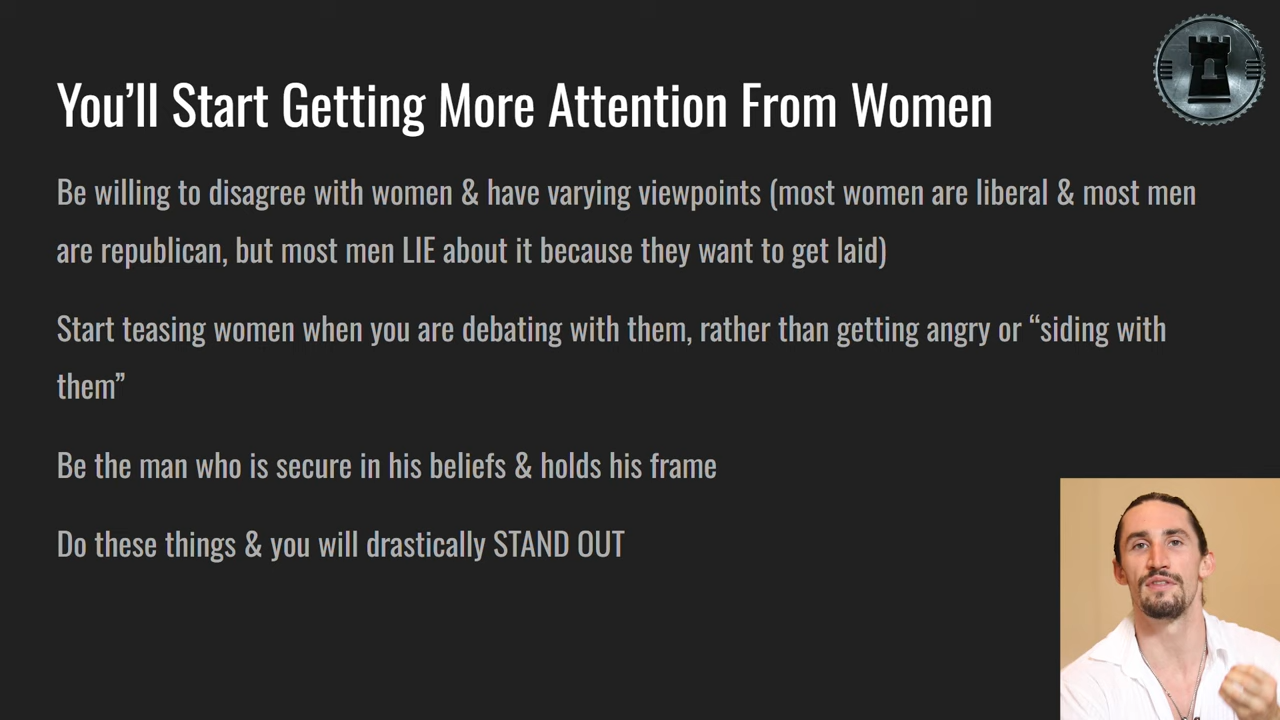 You’ll Start Getting More Attention From Women
Be willing to disagree with women & have varying viewpoints (most women are liberal & most men
are republican, but most men LIE about it because they want to get laid)
Start teasing women when you are debating with them, rather than getting angry or “siding with
them”
Be the man who is secure in his beliefs & holds his frame
Do these things & you will drastically STAND OUT